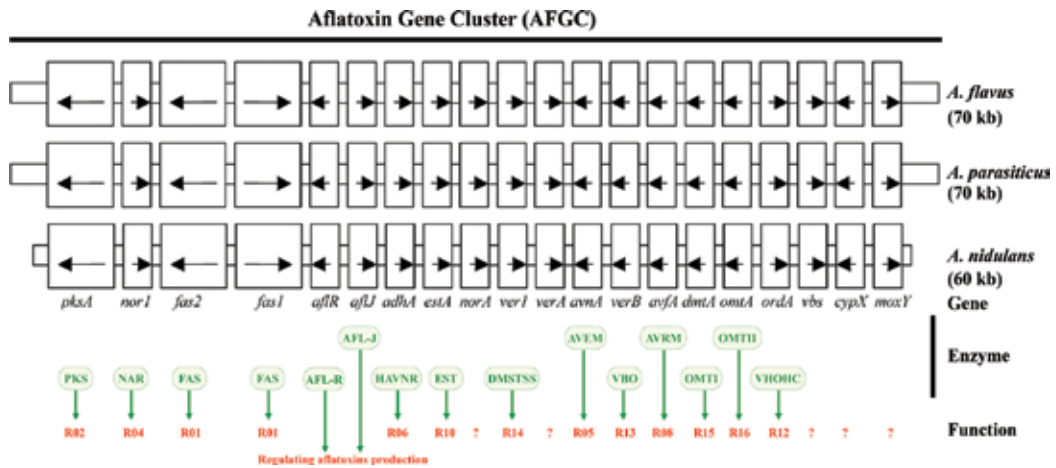 Aflatoxin Gene Cluster (AFGC)
A. flavus
(70 kb)
A. parasiticus
(70 kb)
A. nidulans
(60 kb)
pksA nor1 fas2 fas1 aflR aflJ adhA estA norA ver1 verA avnA verB avfA dmtA omtA ordA vbs cypX moxY Gene
AFL-J AVEM AVRM OMTII
Enzyme
PKS NAR FAS FAS AFL-R HAVNR EST DMSTSS VBO OMTI VHOHC
R02 R04 R01 R01 R06 R10 ? R14 ? R05 R13 R08 R15 R16 R12 ? ? ? Function
Regulating aflatoxins production